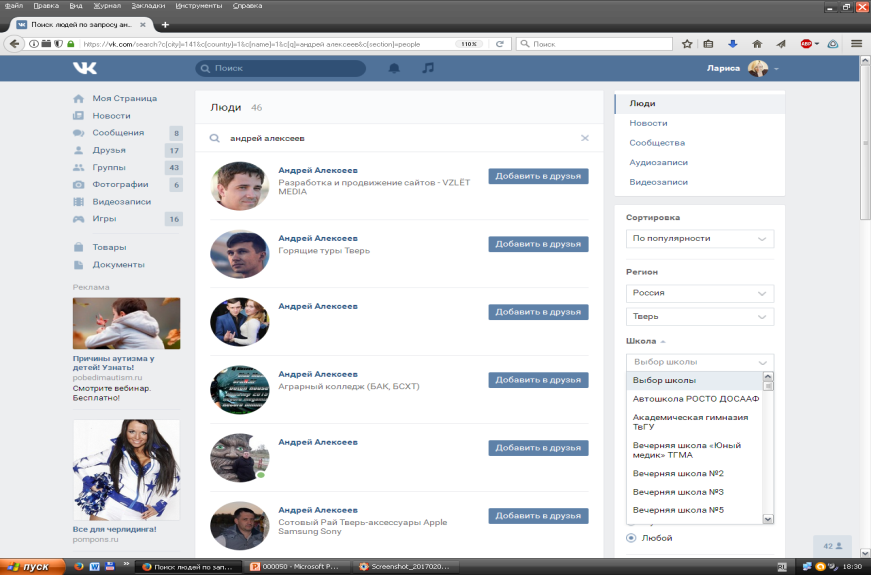 Файл Правка Вид Журнал Закладки Инструменты Справка
Поиск людей по запросу ан...
https://vk.com/search?c[city]=141&c[country]=1&c[name]=1&c[q]=андрей алексеев&c[section]=people
110%
Поиск
ABP
Поиск
Лариса
Моя Страница
Новости
Сообщения 8
Друзья 17
Группы 43
Фотографии 6
Видеозаписи
Игры 16
Товары
Документы
Реклама
Причины аутизма у
детей! Узнать!
pobedimautism.ru
Смотрите вебинар.
Бесплатно!
Все для черлидинга!
pompons.ru
Люди 46
андрей алексеев
Андрей Алексеев
Разработка и продвижение сайтов - VZLЁT
MEDIA
Добавить в друзья
Андрей Алексеев
Горящие туры Тверь
Добавить в друзья
Андрей Алексеев
Добавить в друзья
Андрей Алексеев
Аграрный колледж (БАК, БСХТ)
Добавить в друзья
Андрей Алексеев
Добавить в друзья
Андрей Алексеев
Сотовый Рай Тверь-аксессуары Apple
Samsung Sony
Добавить в друзья
Люди
Новости
Сообщества
Аудиозаписи
Видеозаписи
Сортировка
По популярности
Регион
Россия
Тверь
Школа
Выбор школы
Выбор школы
Автошкола РОСТО ДОСААФ
Академическая гимназия
ТвГУ
Вечерняя школа «Юный
медик» ТГМА
Вечерняя школа №2
Вечерняя школа №3
Вечерняя школа №5
Любой
42
пуск
Поиск людей по зап...
000050 - Microsoft P...
Screenshot_2017020...
RL
18:30